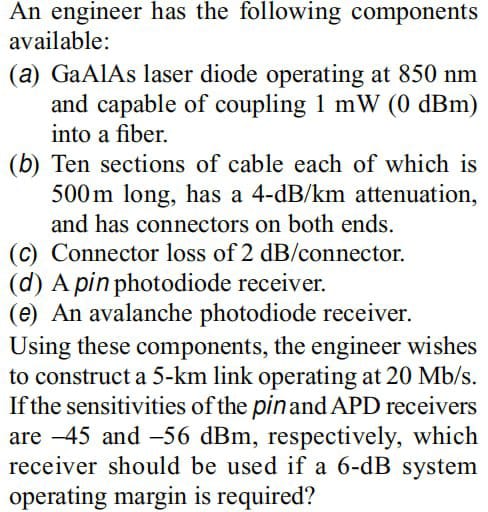 An engineer has the following components
available:
(a) GaAlAs laser diode operating at 850 nm
and capable of coupling 1 mW (0 dBm)
into a fiber.
(b) Ten sections of cable each of which is
500 m long, has a 4-dB/km attenuation,
and has connectors on both ends.
(c) Connector loss of 2 dB/connector.
(d) A pin photodiode receiver.
(e) An avalanche photodiode receiver.
Using these components, the engineer wishes
to construct a 5-km link operating at 20 Mb/s.
If the sensitivities of the pin and APD receivers
are –45 and –56 dBm, respectively, which
receiver should be used if a 6-dB system
operating margin is required?